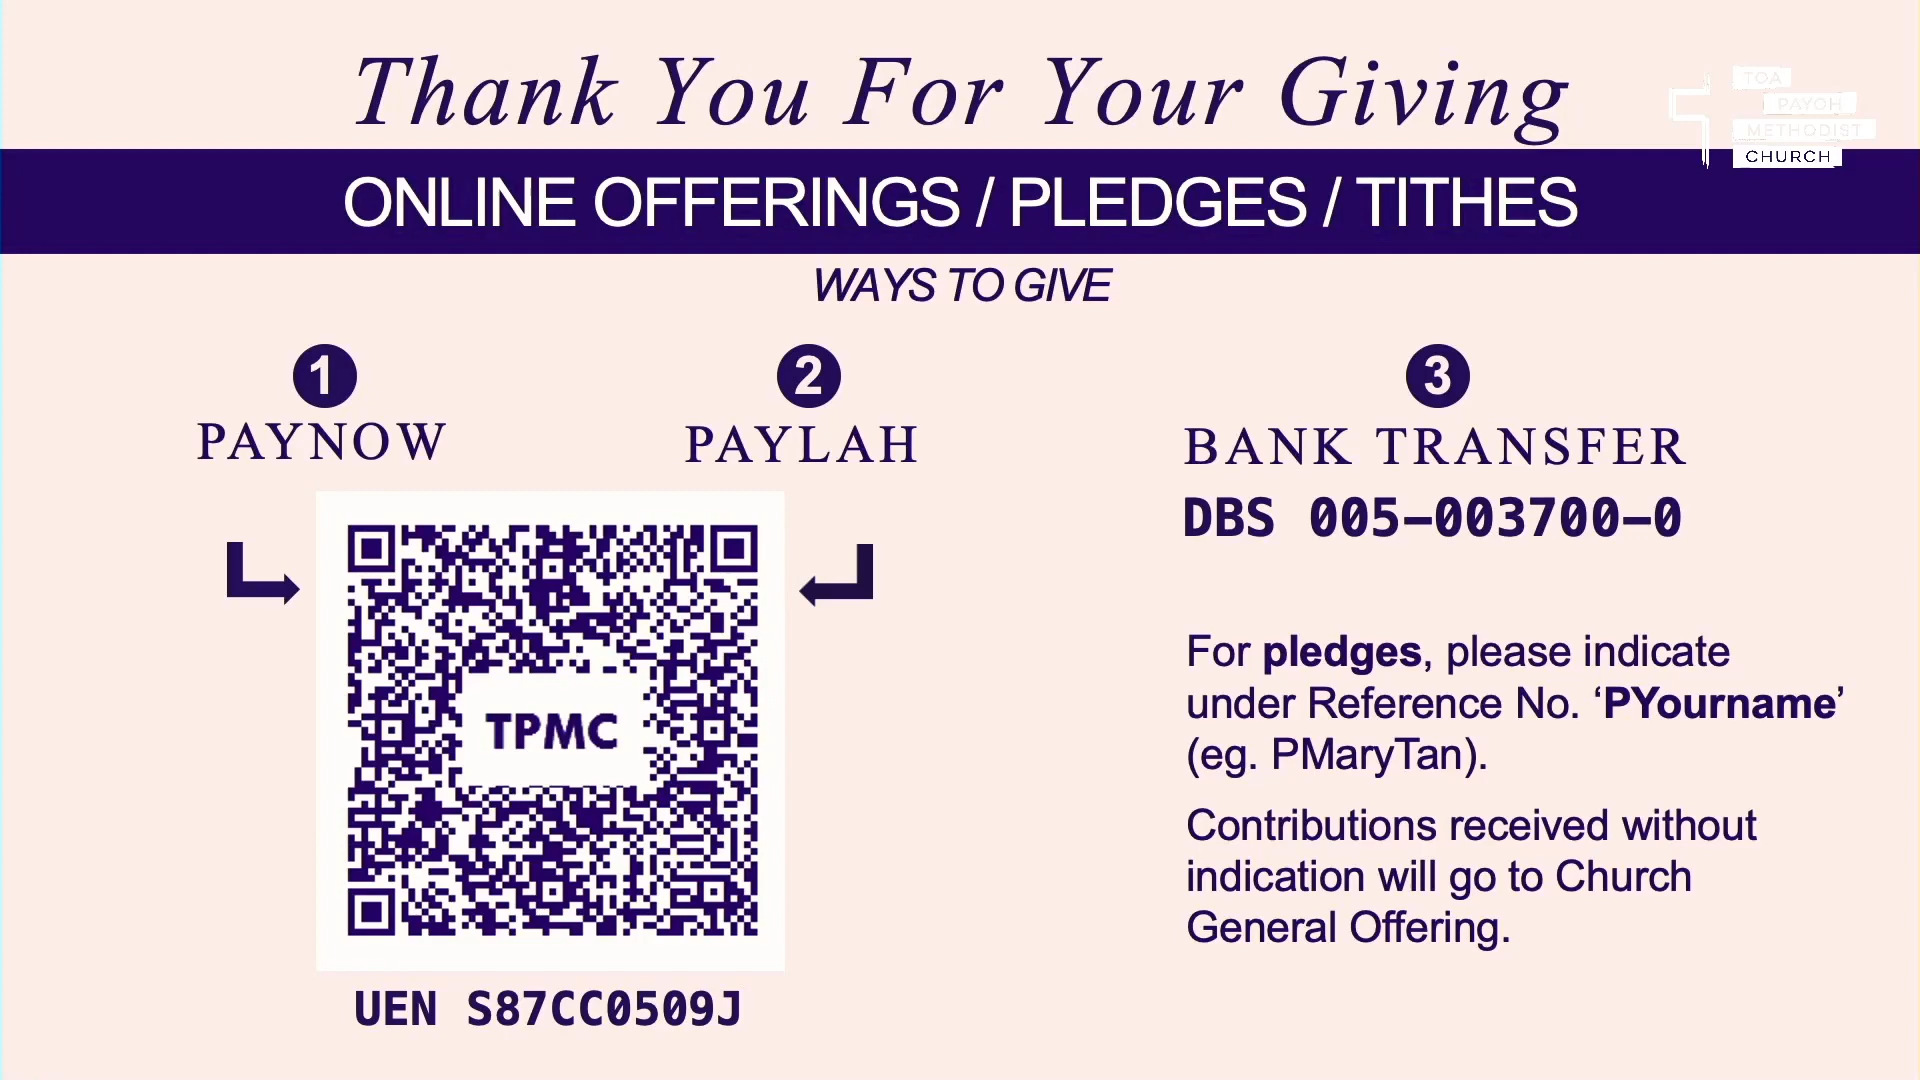 Thank You For Your Giving
TOA
PAYOH
METHODIST
CHURCH
ONLINE OFFERINGS / PLEDGES / TITHES
WAYS TO GIVE
1
PAYNOW
2
PAYLAH
TPMC
UEN S87CC0509J
3
BANK TRANSFER
DBS 005-003700-0
For pledges, please indicate
under Reference No. ‘PYourname’
(eg. PMaryTan).
Contributions received without
indication will go to Church
General Offering.